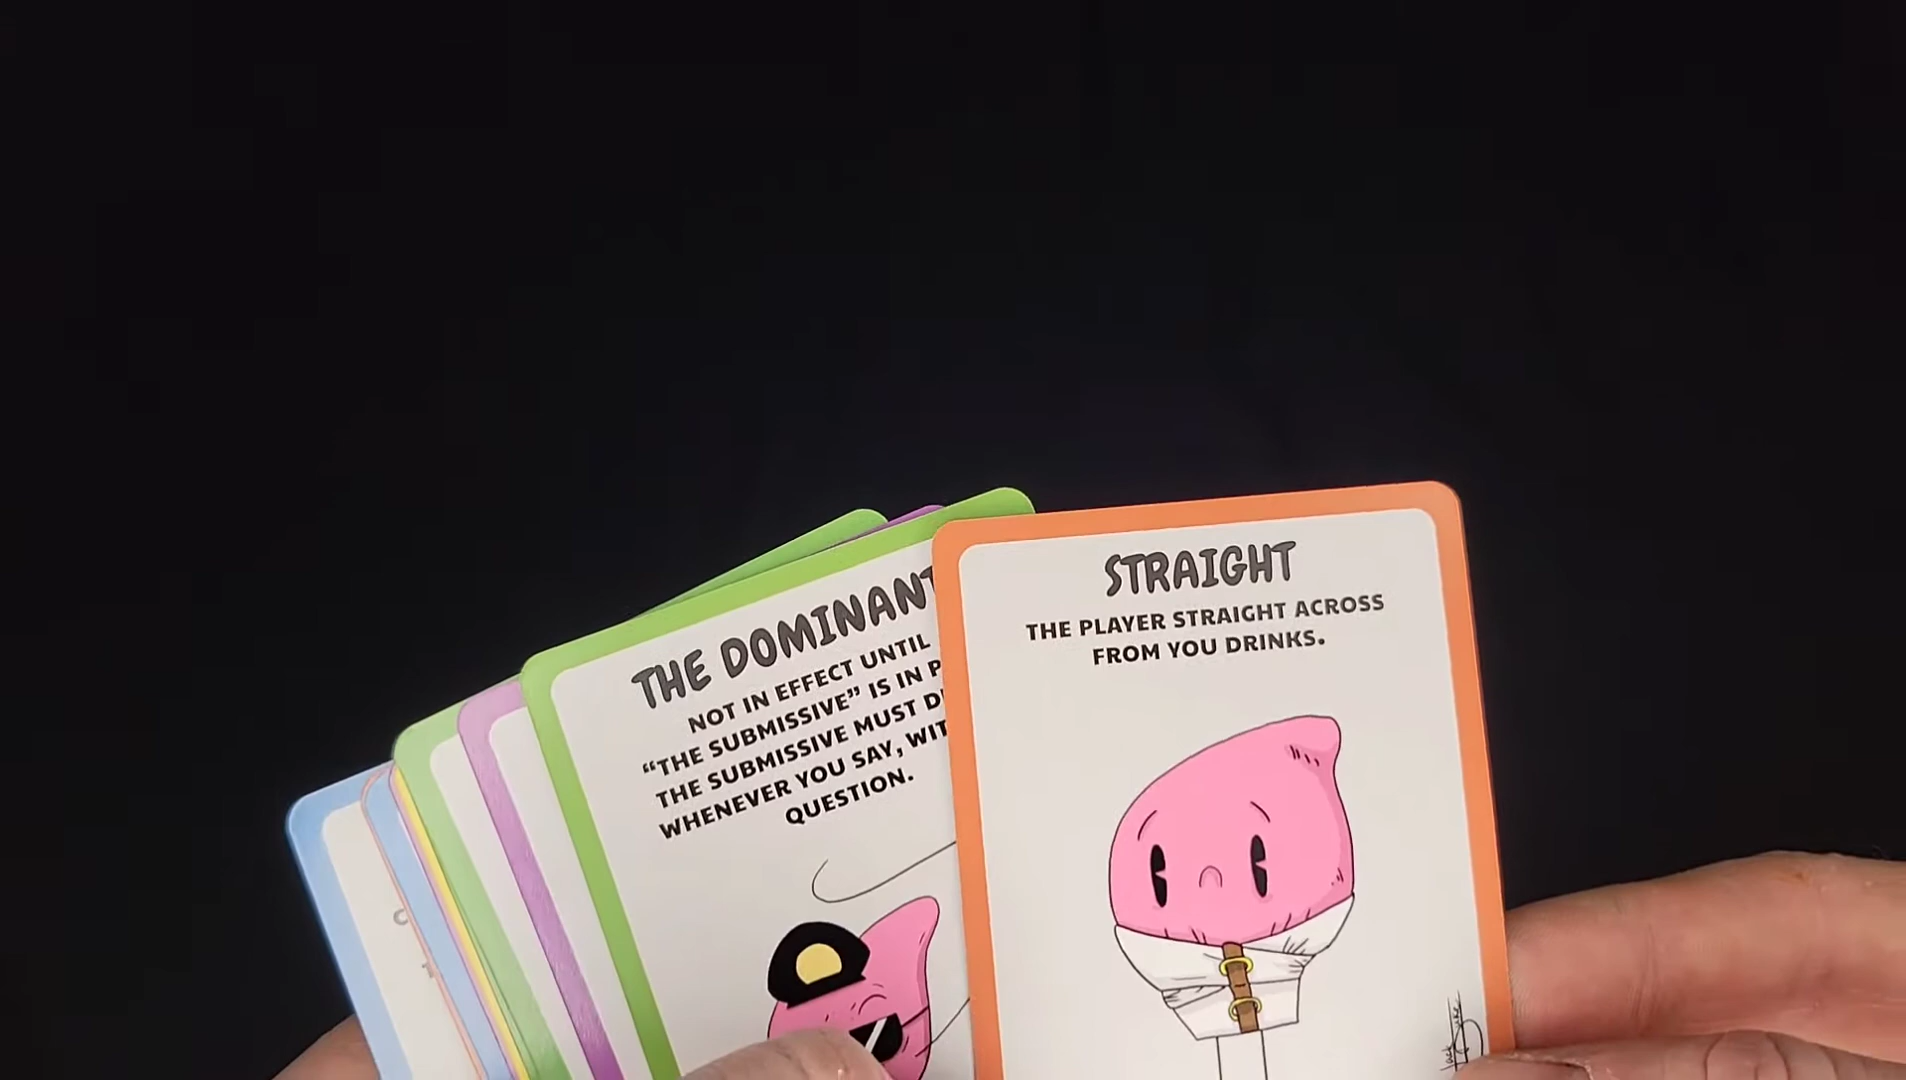 THE DOMINANT
NOT IN EFFECT UNTIL
“THE SUBMISSIVE” IS IN P
THE SUBMISSIVE MUST D
WHENEVER YOU SAY, WIT
QUESTION.
STRAIGHT
THE PLAYER STRAIGHT ACROSS
FROM YOU DRINKS.